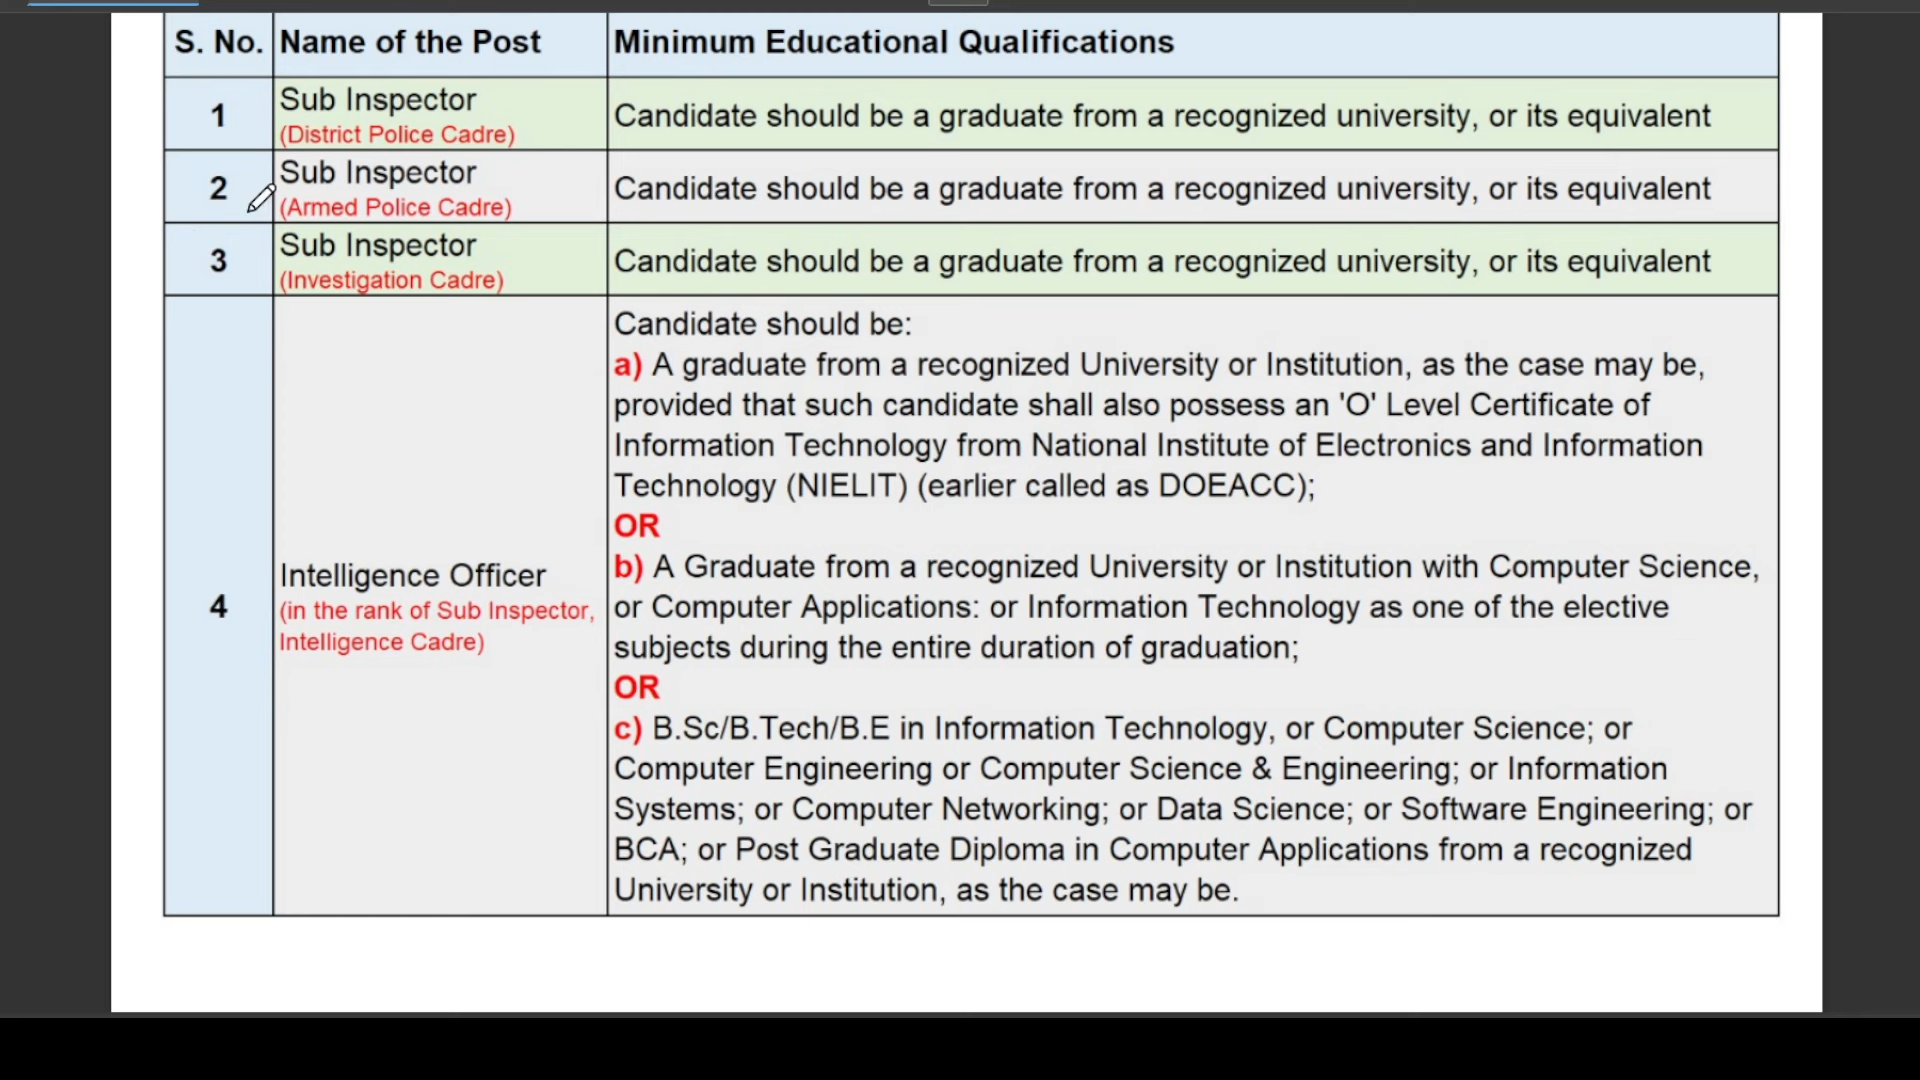 S. No. Name of the Post Minimum Educational Qualifications
1 Sub Inspector
(District Police Cadre) Candidate should be a graduate from a recognized university, or its equivalent
2 Sub Inspector
(Armed Police Cadre) Candidate should be a graduate from a recognized university, or its equivalent
3 Sub Inspector
(Investigation Cadre) Candidate should be a graduate from a recognized university, or its equivalent
4 Intelligence Officer
(in the rank of Sub Inspector,
Intelligence Cadre)
Candidate should be:
a) A graduate from a recognized University or Institution, as the case may be,
provided that such candidate shall also possess an 'O' Level Certificate of
Information Technology from National Institute of Electronics and Information
Technology (NIELIT) (earlier called as DOEACC);
OR
b) A Graduate from a recognized University or Institution with Computer Science,
or Computer Applications: or Information Technology as one of the elective
subjects during the entire duration of graduation;
OR
c) B.Sc/B.Tech/B.E in Information Technology, or Computer Science; or
Computer Engineering or Computer Science & Engineering; or Information
Systems; or Computer Networking; or Data Science; or Software Engineering; or
BCA; or Post Graduate Diploma in Computer Applications from a recognized
University or Institution, as the case may be.